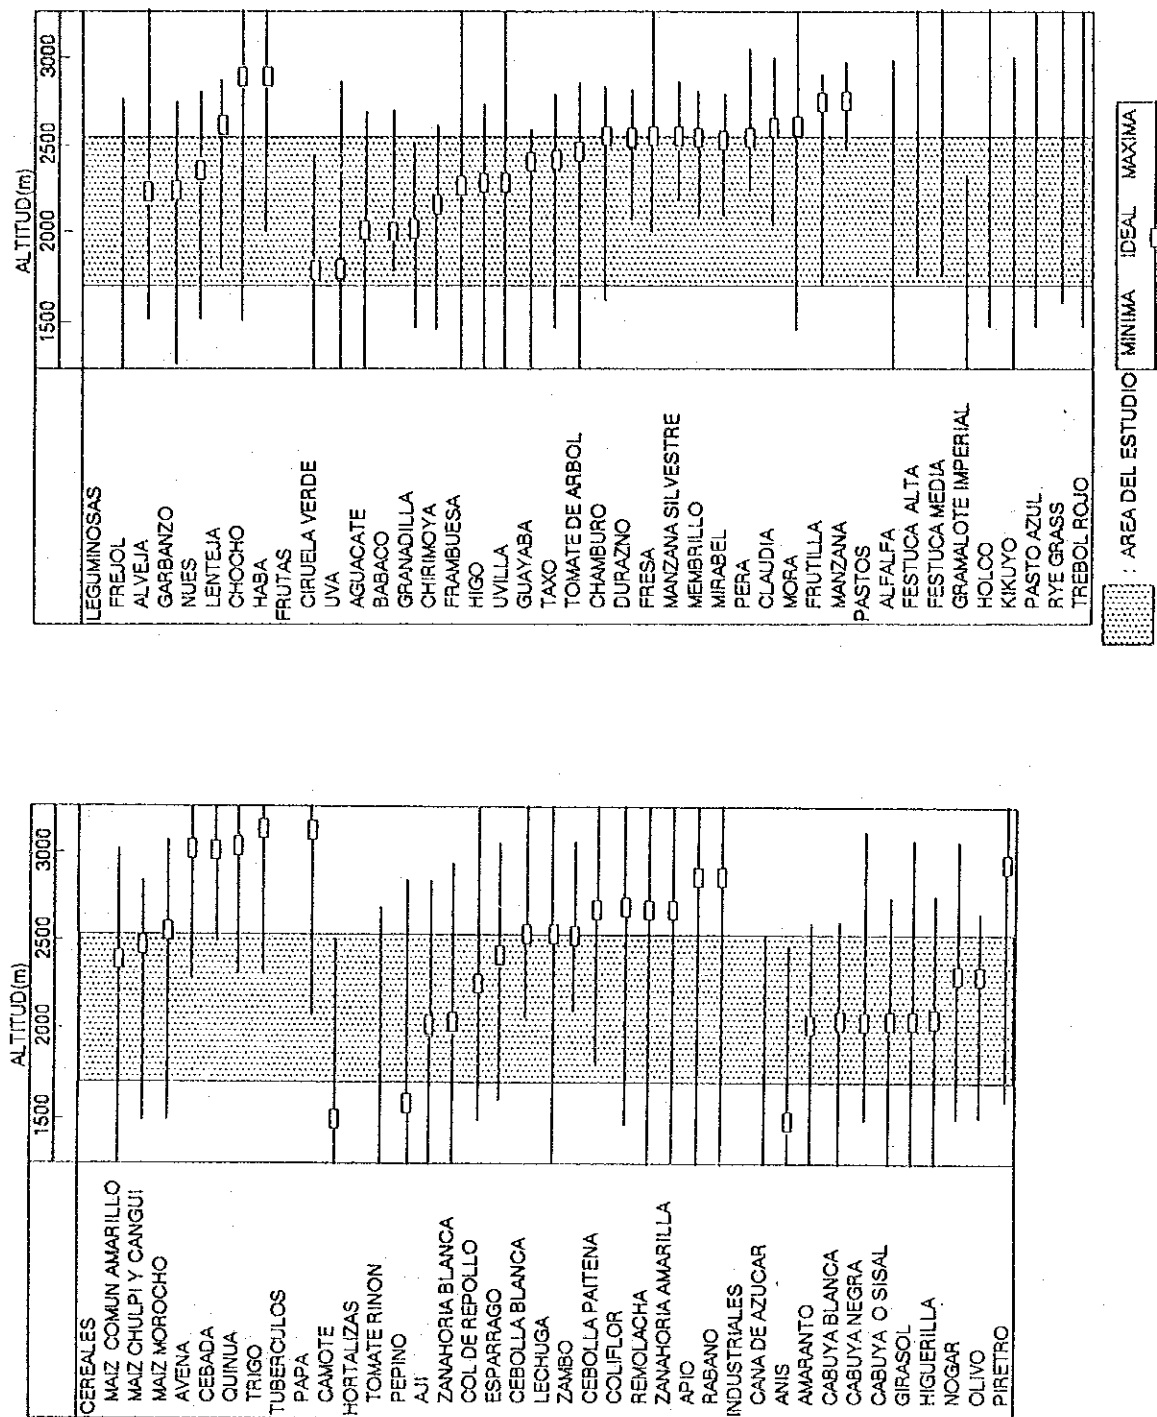 ALTITUD(m)
1500 2000 2500 3000
CEREALES
MAIZ COMUN AMARILLO
MAIZ CHULPI Y CANGUI
MAIZ MOROCHO
AVENA
CEBADA
QUINUA
TRIGO
TUBERCULOS
PAPA
CAMOTE
HORTALIZAS
TOMATE RINON
PEPINO
AJI
ZANAHORIA BLANCA
COL DE REPOLLO
ESPARRAGO
CEBOLLA BLANCA
LECHUGA
ZAMBO
CEBOLLA PAITENA
COLIFLOR
REMOLACHA
ZANAHORIA AMARILLA
APIO
RABANO
INDUSTRIALES
CANA DE AZUCAR
ANIS
AMARANTO
CABUYA BLANCA
CABUYA NEGRA
CABUYA O SISAL
GIRASOL
HIGUERILLA
NOGAR
OLIVO
PIRETRO
ALTITUD(m)
1500 2000 2500 3000
LEGUMINOSAS
FREJOL
ALVEJA
GARBANZO
NUES
LENTEJA
CHOCHO
HABA
FRUTAS
CIRUELA VERDE
UVA
AGUACATE
BABACO
GRANADILLA
CHIRIMOYA
FRAMBUESA
HIGO
UVILLA
GUAYABA
TAXO
TOMATE DE ARBOL
CHAMBURO
DURAZNO
FRESA
MANZANA SILVESTRE
MEMBRILLO
MIRABEL
PERA
CLAUDIA
MORA
FRUTILLA
MANZANA
PASTOS
ALFALFA
FESTUCA ALTA
FESTUCA MEDIA
GRAMALOTE IMPERIAL
HOLCO
KIKUYO
PASTO AZUL
RYE GRASS
TREBOL ROJO
: AREA DEL ESTUDIO MINIMA IDEAL MAXIMA